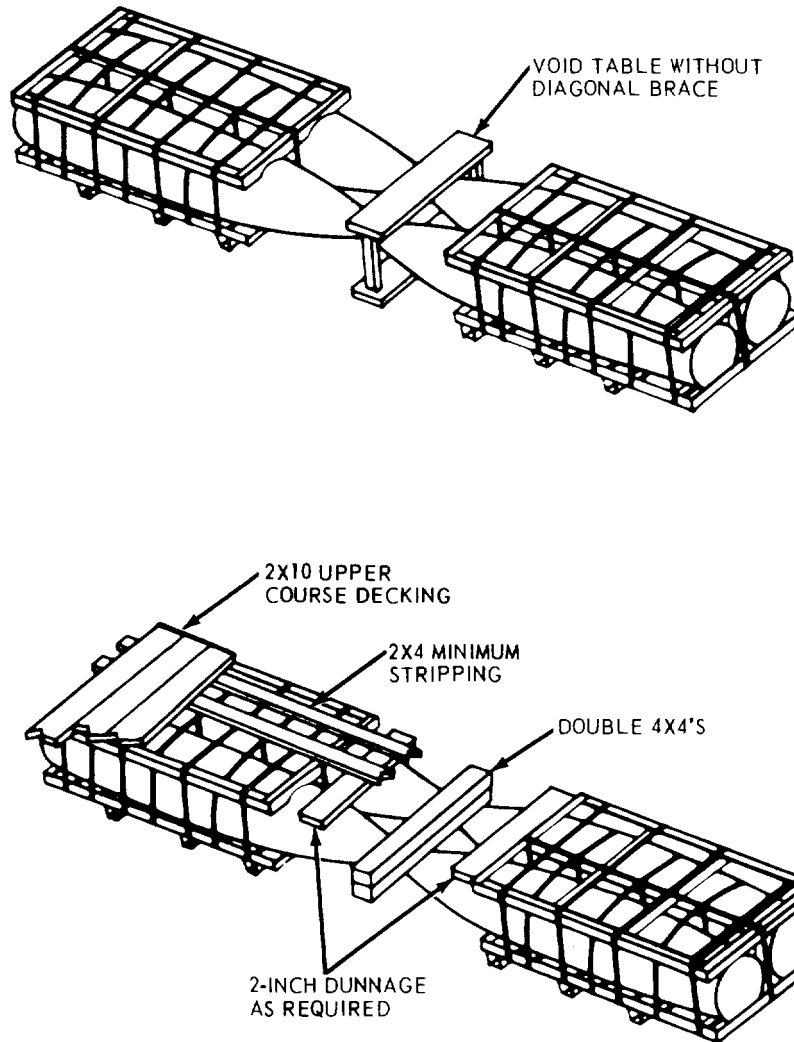 VOID TABLE WITHOUT
DIAGONAL BRACE
2X10 UPPER
COURSE DECKING
2X4 MINIMUM
STRIPPING
DOUBLE 4X4'S
2-INCH DUNNAGE
AS REQUIRED